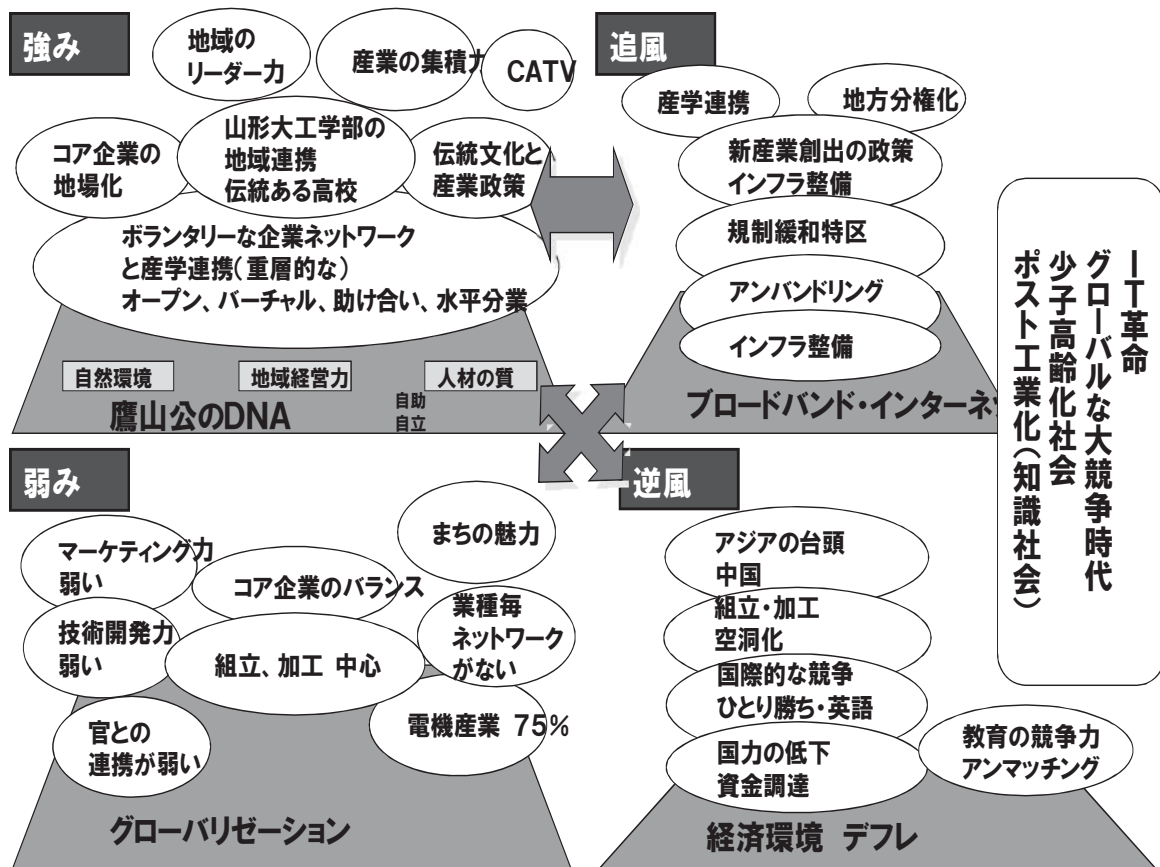 強み
地域の
リーダー力
産業の集積力
CATV
コア企業の
地場化
山形大工学部の
地域連携
伝統ある高校
伝統文化と
産業政策
ボランタリーな企業ネットワーク
と産学連携(重層的な)
オープン、バーチャル、助け合い、水平分業
自然環境
地域経営力
人材の質
鷹山公のDNA
自助
自立
追風
産学連携
地方分権化
新産業創出の政策
インフラ整備
規制緩和特区
アンバンドリング
インフラ整備
ブロードバンド・インターネッ
IT革命
グローバルな大競争時代
少子高齢化社会
ポスト工業化(知識社会)
弱み
マーケティング力
弱い
コア企業のバランス
まちの魅力
技術開発力
弱い
組立、加工 中心
業種毎
ネットワーク
がない
官との
連携が弱い
電機産業 75%
グローバリゼーション
逆風
アジアの台頭
中国
組立・加工
空洞化
国際的な競争
ひとり勝ち・英語
国力の低下
資金調達
教育の競争力
アンマッチング
経済環境 デフレ